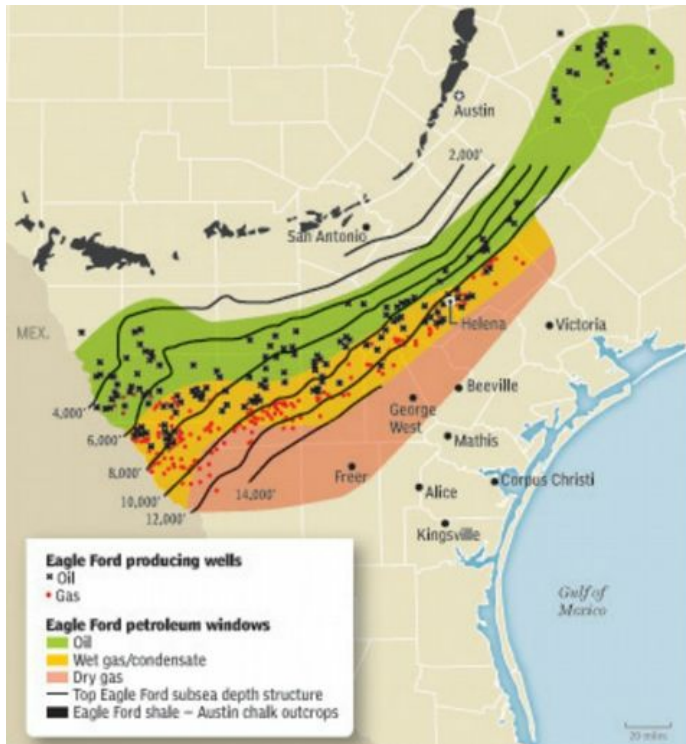 Austin
2,000'
San Antonio
MEX.
Helena
Victoria
4,000'
Beeville
George
West
6,000'
Mathis
8,000'
Freer
Corpus Christi
10,000'
14,000'
Alice
12,000'
Kingsville
Eagle Ford producing wells
Oil
Gas
Eagle Ford petroleum windows
Oil
Wet gas/condensate
Dry gas
Top Eagle Ford subsea depth structure
Eagle Ford shale – Austin chalk outcrops
Gulf of
Mexico
20 miles